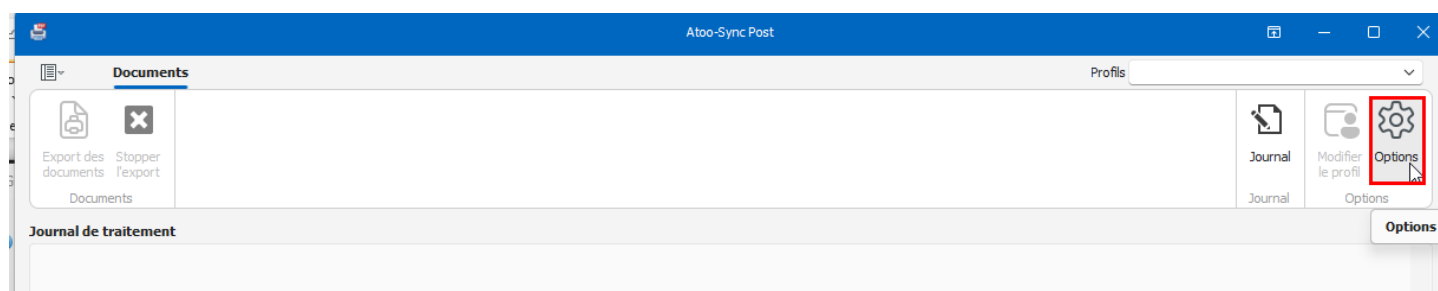 Atoo-Sync Post
Documents
Profils
Export des
documents
Stopper
l'export
Documents
Journal
Journal
Modifier
le profil
Options
Options
Options
Journal de traitement